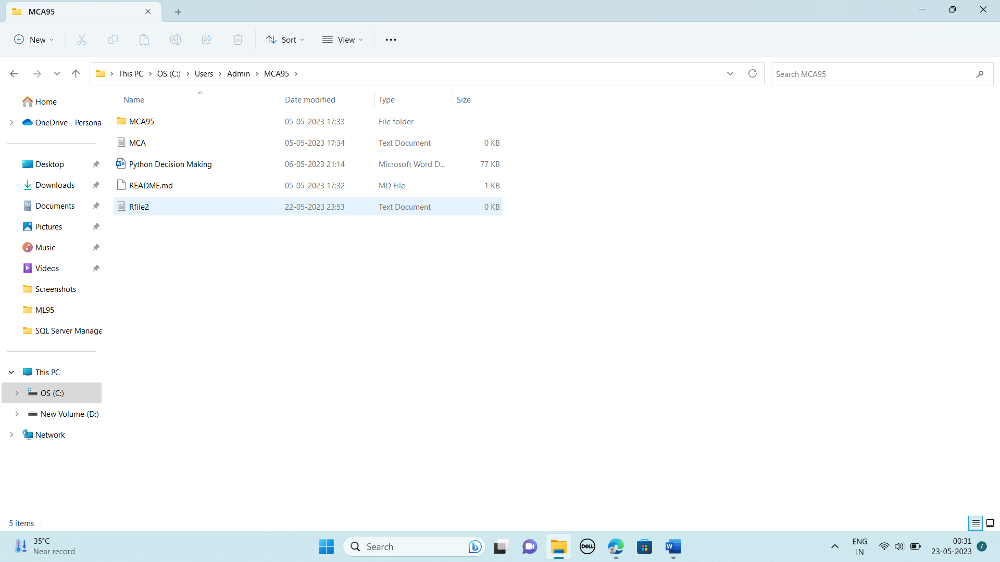 MCA95
New
Sort
View
This PC
OS (C:)
Users
Admin
MCA95
Search MCA95
Name
Date modified
Type
Size
MCA95 05-05-2023 17:33 File folder
MCA 05-05-2023 17:34 Text Document 0 KB
Python Decision Making 06-05-2023 21:14 Microsoft Word D... 77 KB
README.md 05-05-2023 17:32 MD File 1 KB
Rfile2 22-05-2023 23:53 Text Document 0 KB
Home
OneDrive - Persona
Desktop
Downloads
Documents
Pictures
Music
Videos
Screenshots
ML95
SQL Server Manage
This PC
OS (C:)
New Volume (D:)
Network
5 items
35°C
Near record
Search
DELL
ENG
IN
00:31
23-05-2023
7